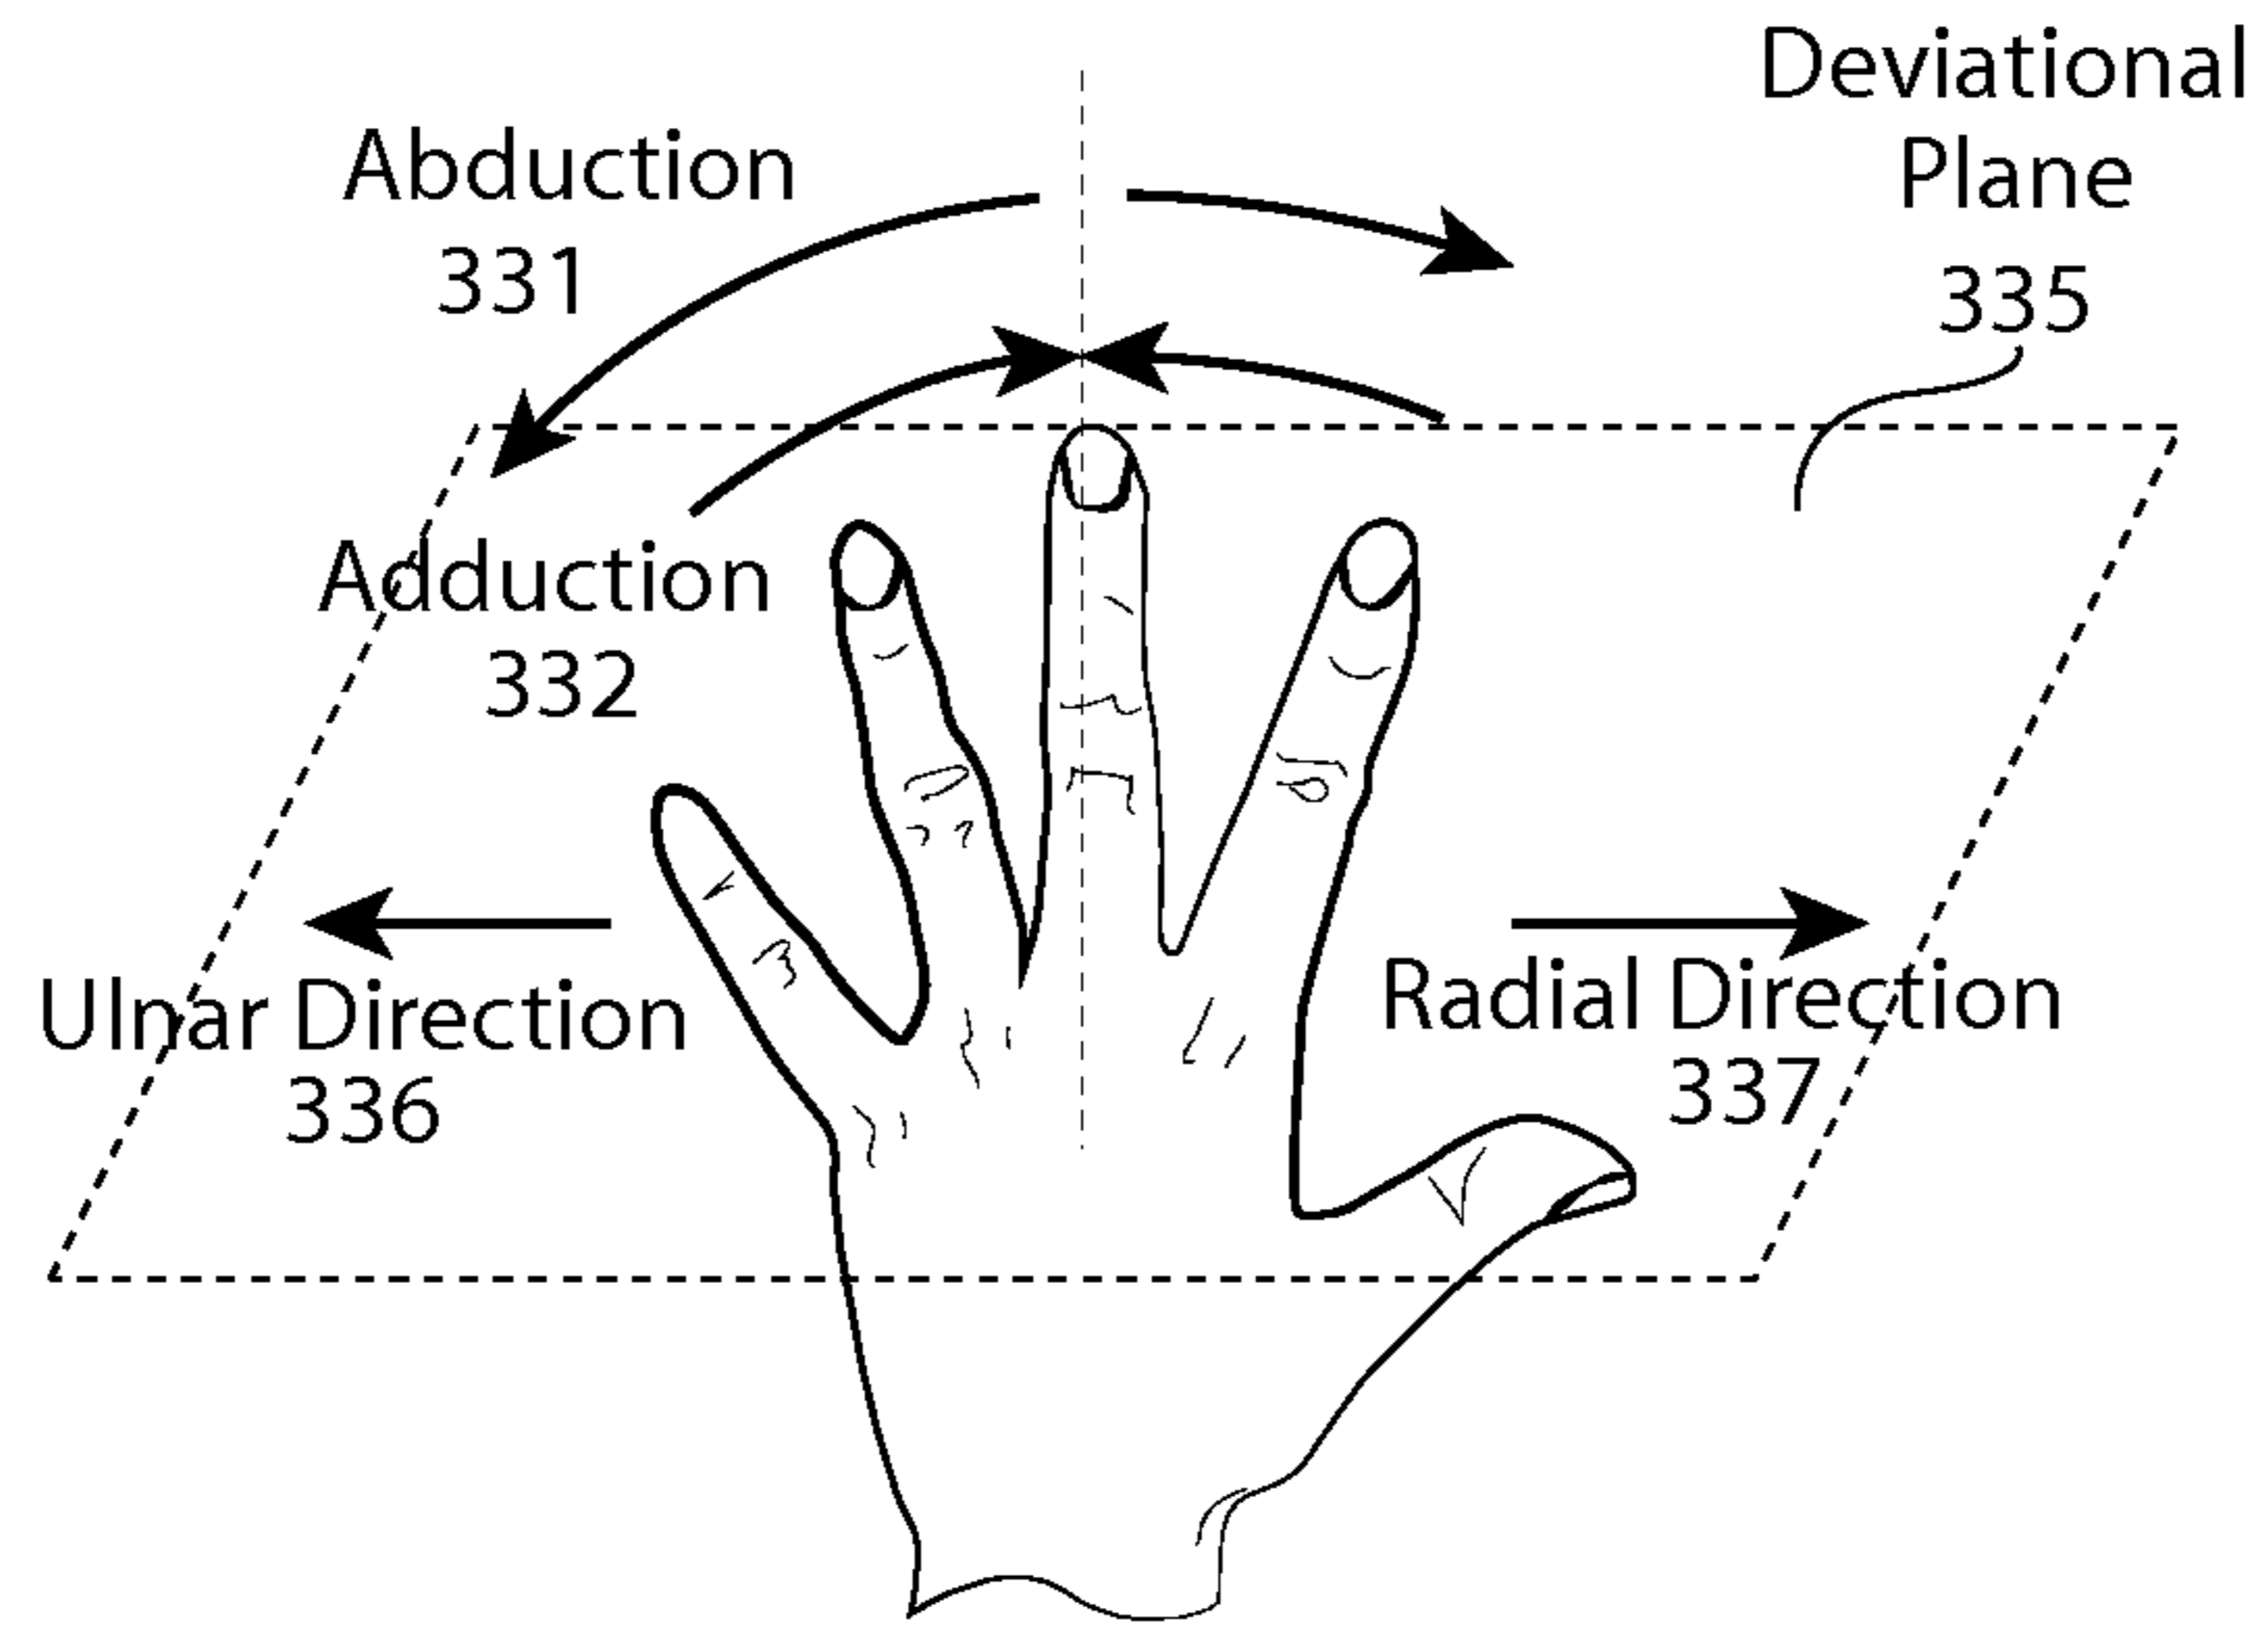 Deviational
Plane
335
Abduction
331
Adduction
332
Ulnar Direction
336
Radial Direction
337